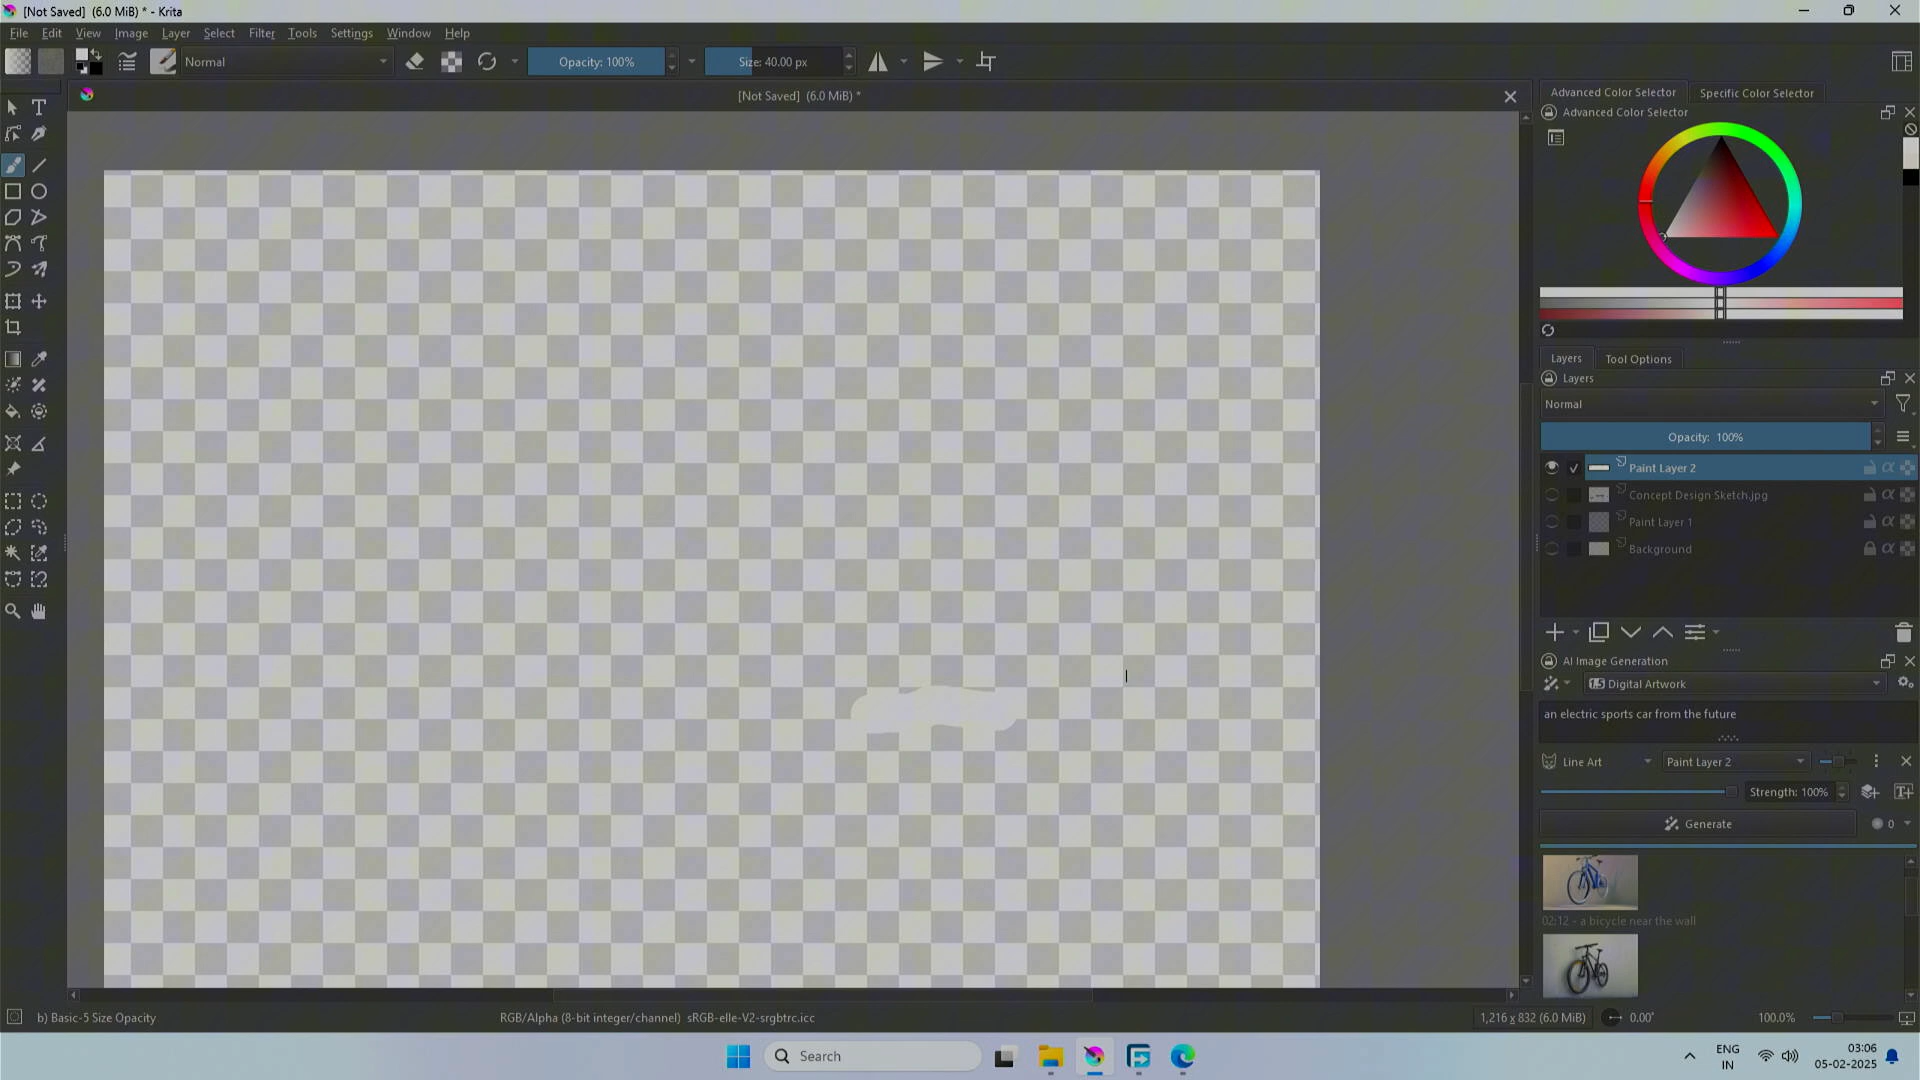 [Not Saved] (6.0 MiB) * - Krita
File Edit View Image Layer Select Filter Tools Settings Window Help
Normal
Opacity: 100%
Size: 40.00 px
[Not Saved] (6.0 MiB) *
Advanced Color Selector
Specific Color Selector
Advanced Color Selector
Layers
Tool Options
Layers
Normal
Opacity: 100%
Paint Layer 2
Concept Design Sketch.jpg
Paint Layer 1
Background
AI Image Generation
1.5 Digital Artwork
an electric sports car from the future
Line Art
Paint Layer 2
Strength: 100%
Generate
0
02:12 - a bicycle near the wall
b) Basic-5 Size Opacity
RGB/Alpha (8-bit integer/channel) sRGB-elle-V2-srgbtrc.icc
1,216 x 832 (6.0 MiB)
0.00°
100.0%
Search
ENG
IN
03:06
05-02-2025